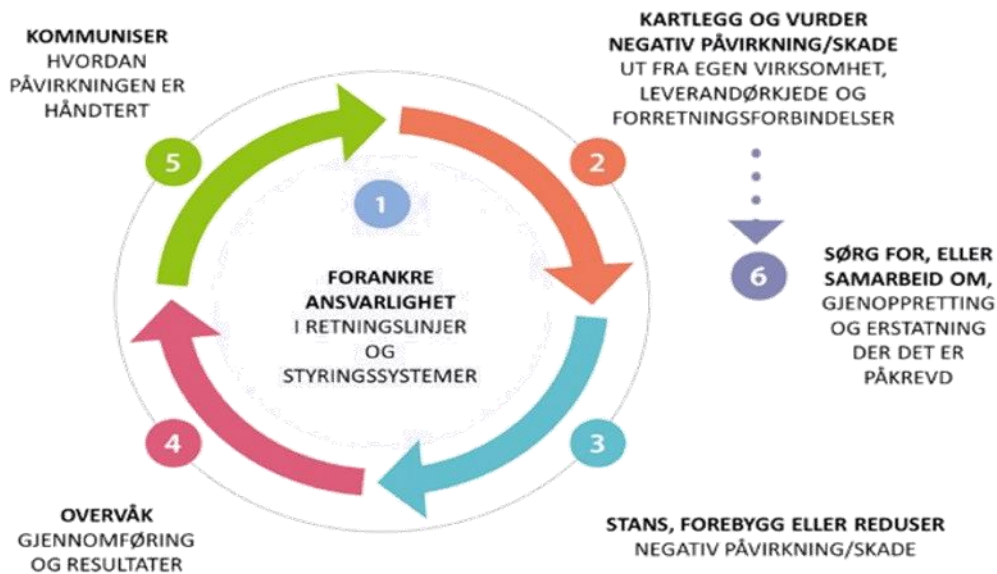 1
FORANKRE
ANSVARLIGHET
I RETNINGSLINJER
OG
STYRINGSSYSTEMER
2
KARTLEGG OG VURDER
NEGATIV PÅVIRKNING/SKADE
UT FRA EGEN VIRKSOMHET,
LEVERANDØRKJEDE OG
FORRETNINGSFORBINDELSER
3
STANS, FOREBYGG ELLER REDUSER
NEGATIV PÅVIRKNING/SKADE
4
OVERVÅK
GJENNOMFØRING
OG RESULTATER
5
KOMMUNISER
HVORDAN
PÅVIRKNINGEN ER
HÅNDTERT
6
SØRG FOR, ELLER
SAMARBEID OM,
GJENOPPRETTING
OG ERSTATNING
DER DET ER
PÅKREVD